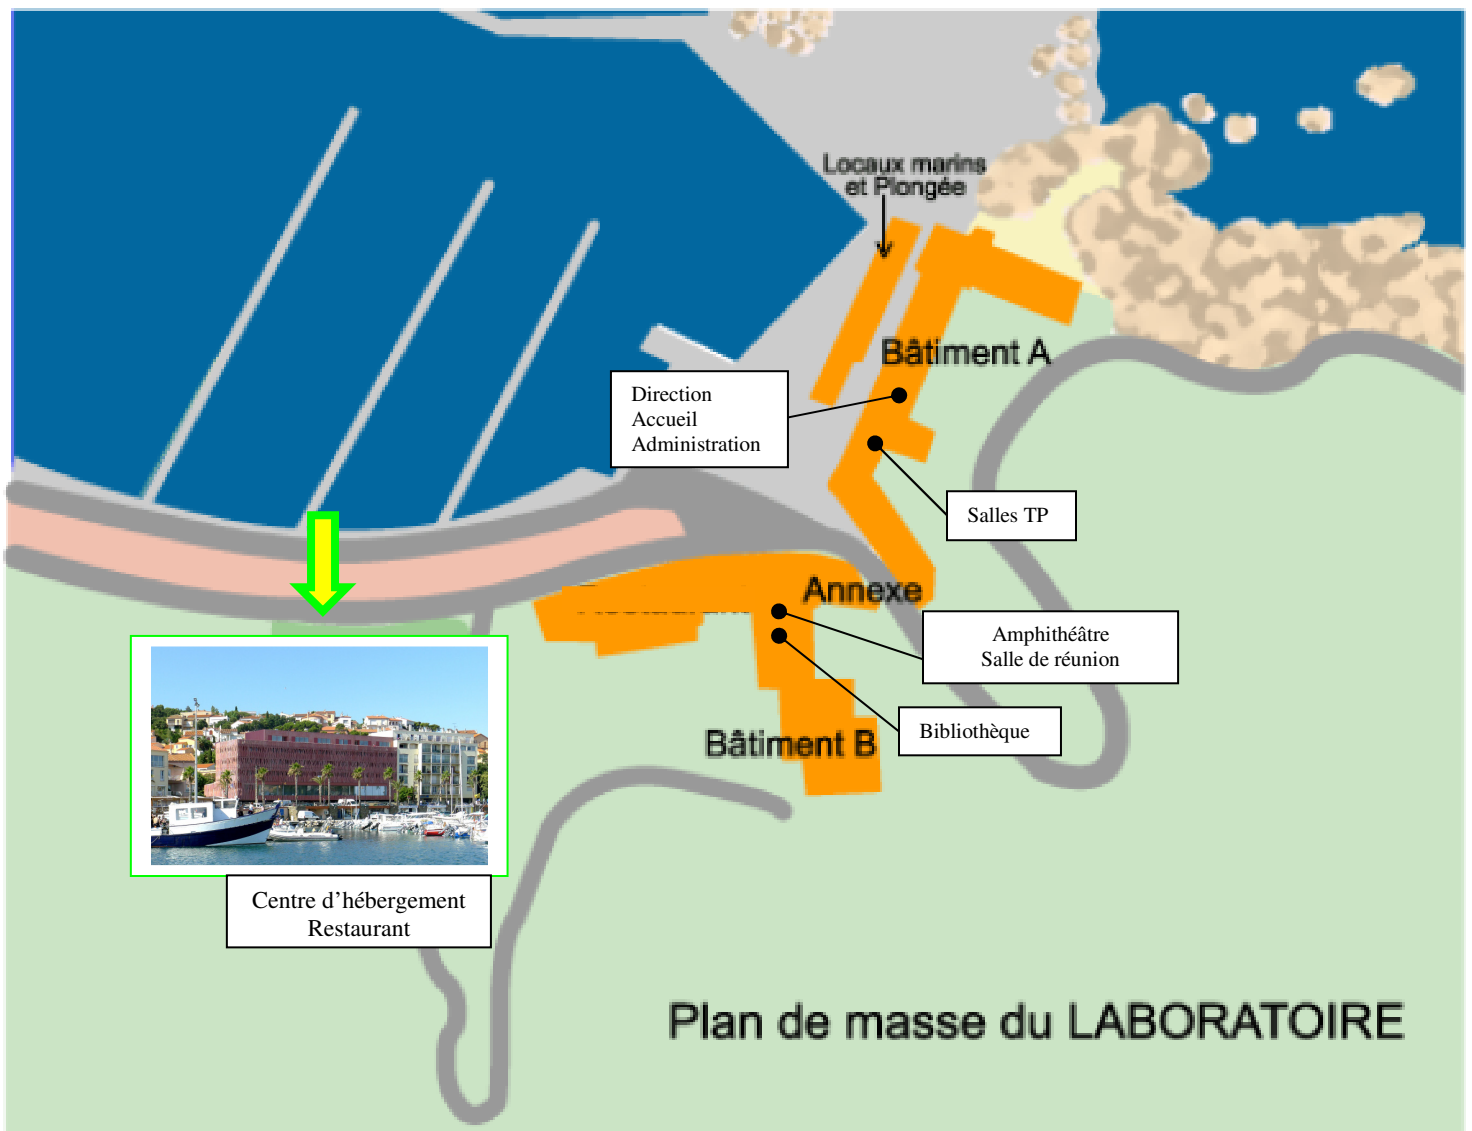 Locaux marins
et Plongée
Bâtiment A
Direction
Accueil
Administration
Salles TP
Annexe
Amphithéâtre
Salle de réunion
Bibliothèque
Bâtiment B
Centre d'hébergement
Restaurant
Plan de masse du LABORATOIRE